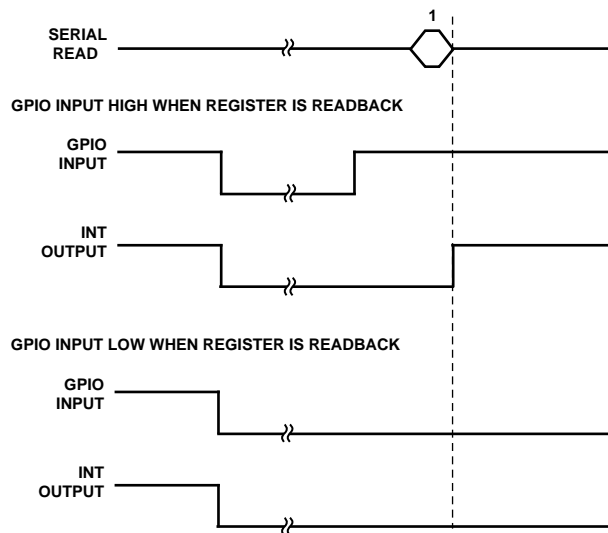 1
SERIAL
READ
GPIO INPUT HIGH WHEN REGISTER IS READBACK
GPIO
INPUT
INT
OUTPUT
GPIO INPUT LOW WHEN REGISTER IS READBACK
GPIO
INPUT
INT
OUTPUT